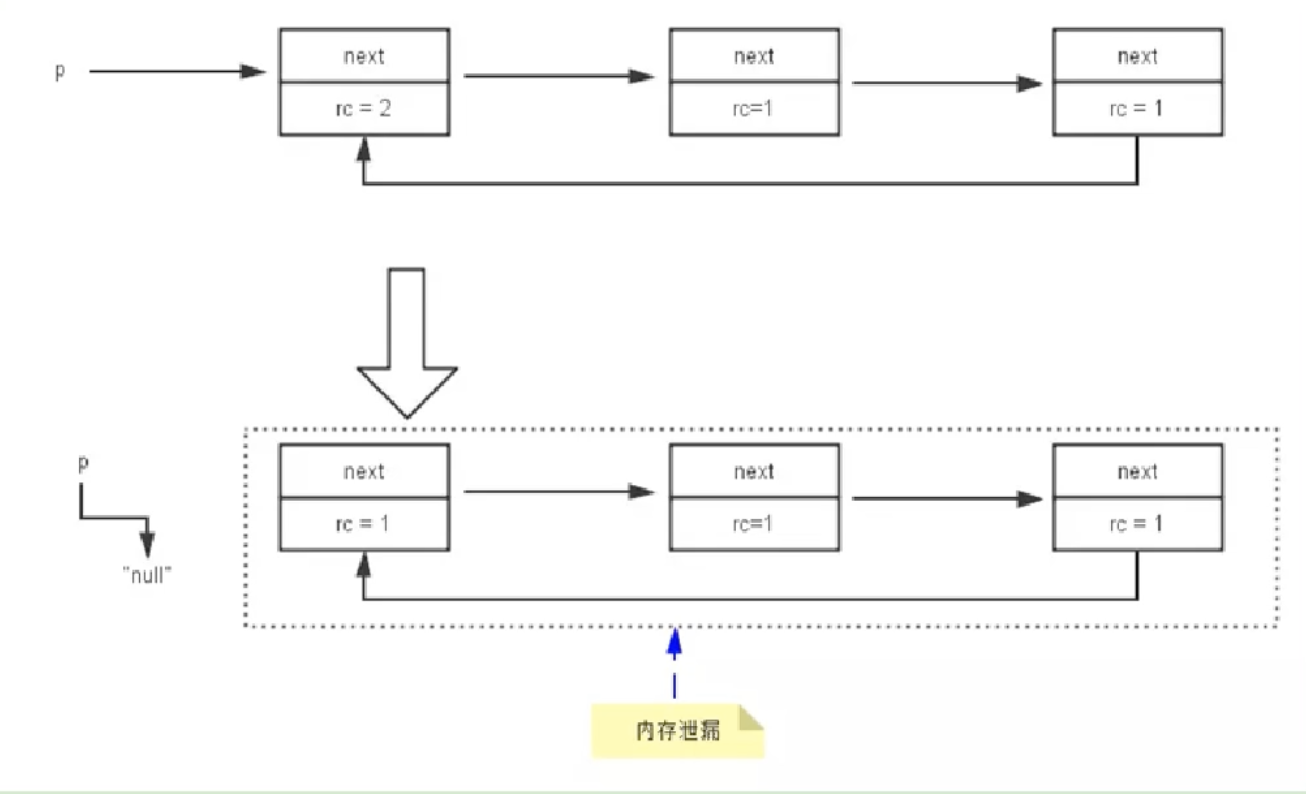 next
next
next
p
rc = 2
rc=1
rc = 1
next
next
next
p
rc = 1
rc=1
rc = 1
"null"
内存泄漏